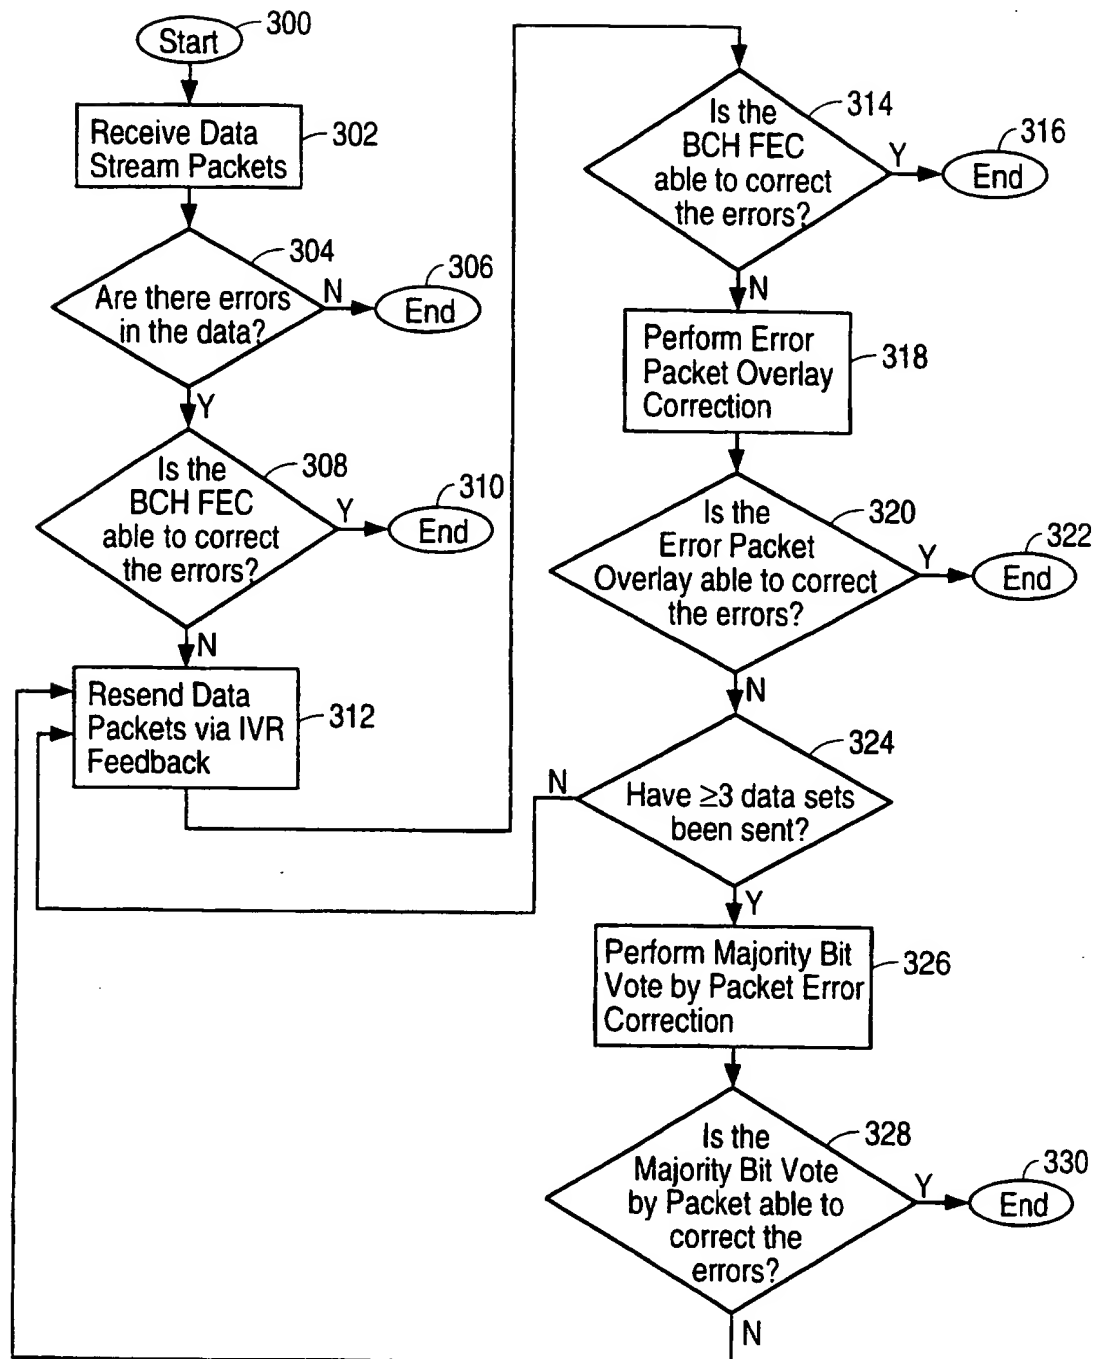 Start
300
Receive Data
Stream Packets
302
304
Are there errors
in the data?
N
306
End
Y
308
Is the
BCH FEC
able to correct
the errors?
Y
310
End
N
Resend Data
Packets via IVR
Feedback
312
314
Is the
BCH FEC
able to correct
the errors?
Y
316
End
N
Perform Error
Packet Overlay
Correction
318
320
Is the
Error Packet
Overlay able to correct
the errors?
Y
322
End
N
324
Have ≥3 data sets
been sent?
N
Y
Perform Majority Bit
Vote by Packet Error
Correction
326
328
Is the
Majority Bit Vote
by Packet able to
correct the
errors?
Y
330
End
N